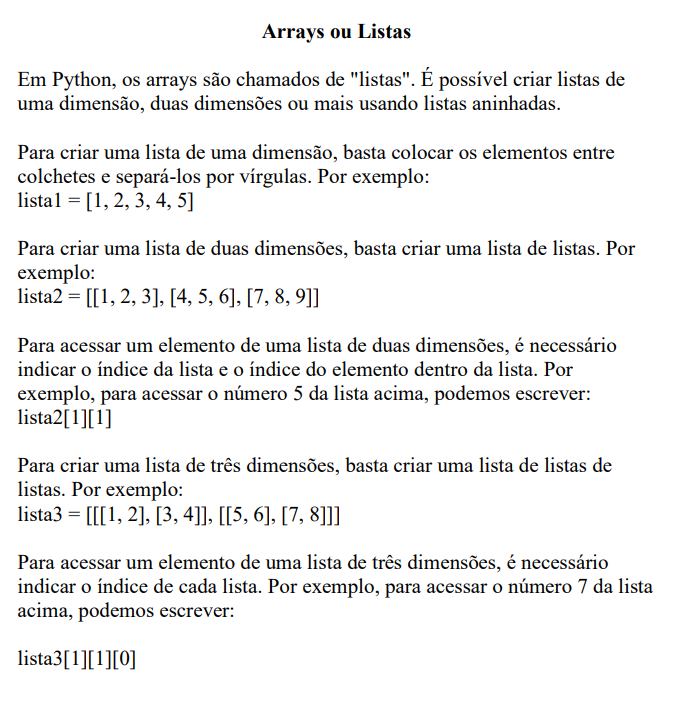 Arrays ou Listas
Em Python, os arrays são chamados de "listas". É possível criar listas de
uma dimensão, duas dimensões ou mais usando listas aninhadas.
Para criar uma lista de uma dimensão, basta colocar os elementos entre
colchetes e separá-los por vírgulas. Por exemplo:
lista1 = [1, 2, 3, 4, 5]
Para criar uma lista de duas dimensões, basta criar uma lista de listas. Por
exemplo:
lista2 = [[1, 2, 3], [4, 5, 6], [7, 8, 9]]
Para acessar um elemento de uma lista de duas dimensões, é necessário
indicar o índice da lista e o índice do elemento dentro da lista. Por
exemplo, para acessar o número 5 da lista acima, podemos escrever:
lista2[1][1]
Para criar uma lista de três dimensões, basta criar uma lista de listas de
listas. Por exemplo:
lista3 = [[[1, 2], [3, 4]], [[5, 6], [7, 8]]]
Para acessar um elemento de uma lista de três dimensões, é necessário
indicar o índice de cada lista. Por exemplo, para acessar o número 7 da lista
acima, podemos escrever:
lista3[1][1][0]